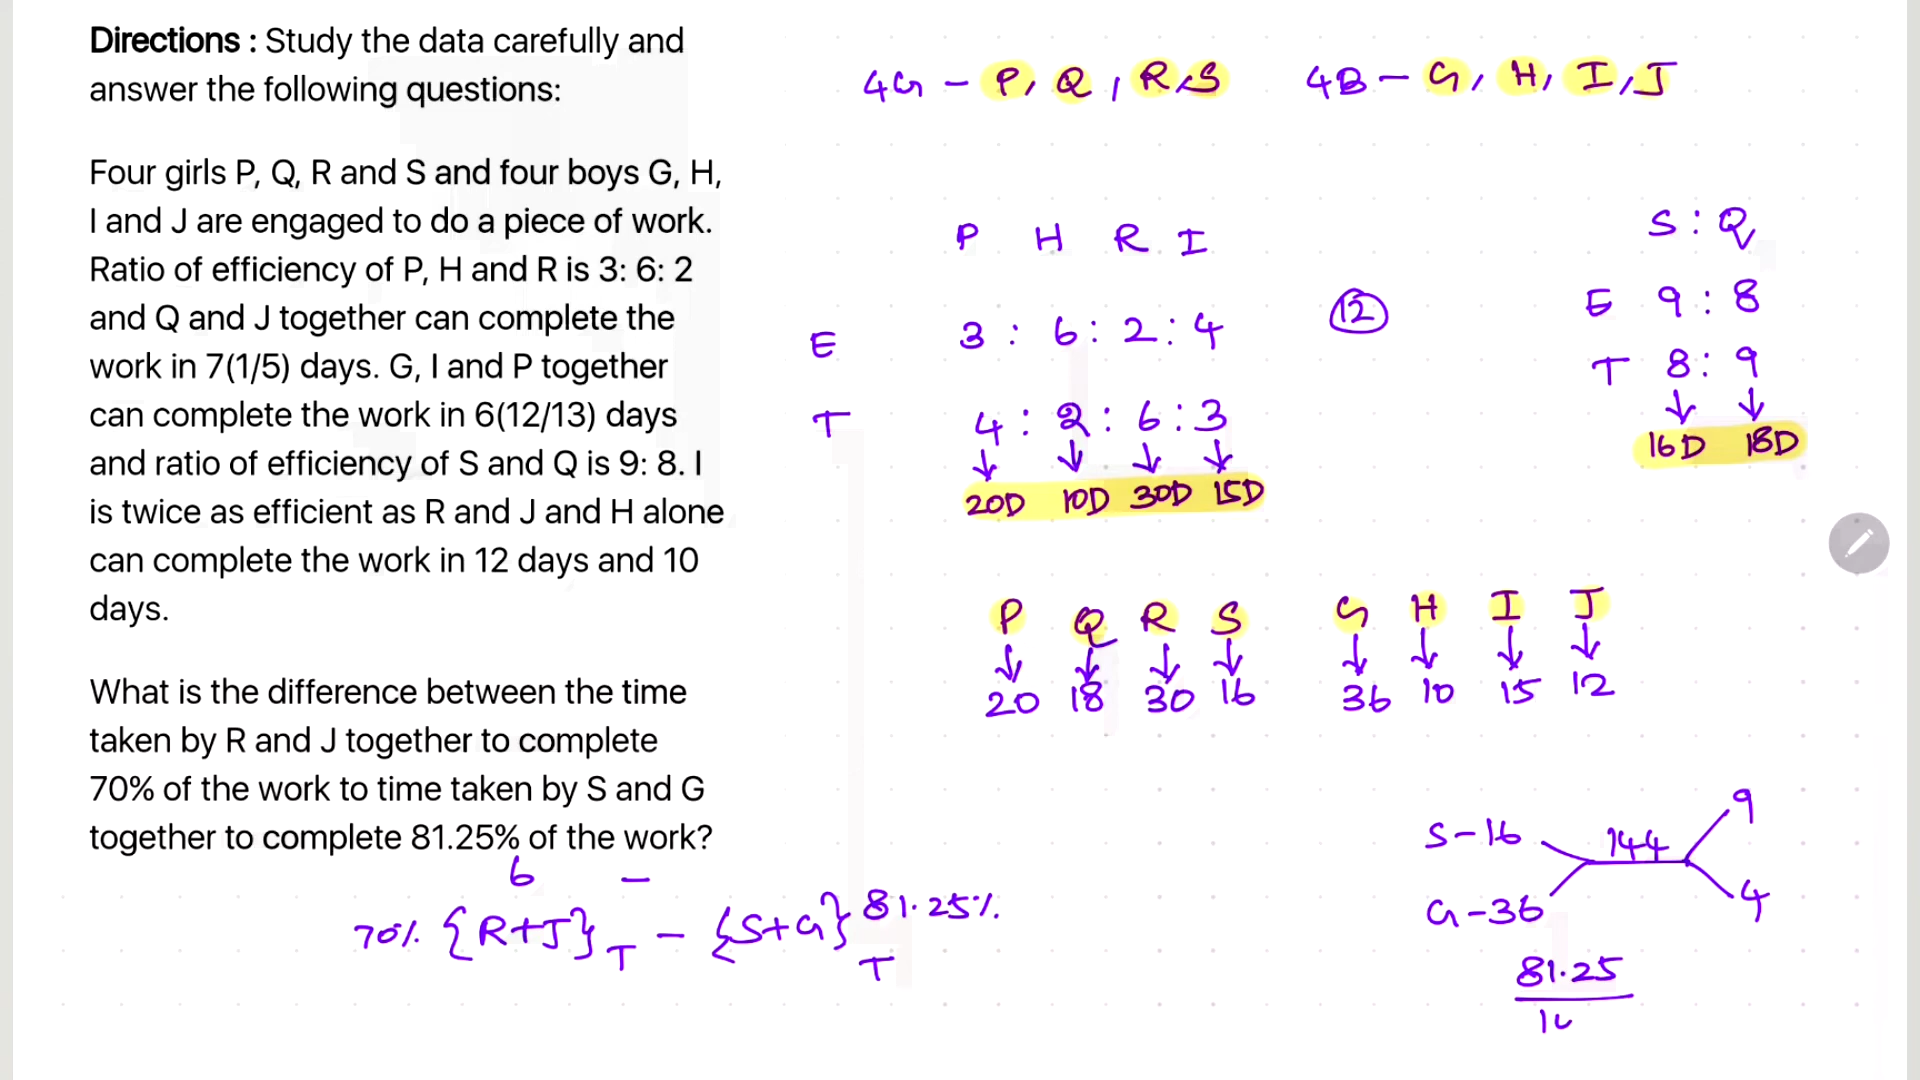 Directions : Study the data carefully and
answer the following questions:
Four girls P, Q, R and S and four boys G, H,
I and J are engaged to do a piece of work.
Ratio of efficiency of P, H and R is 3: 6: 2
and Q and J together can complete the
work in 7(1/5) days. G, I and P together
can complete the work in 6(12/13) days
and ratio of efficiency of S and Q is 9: 8. I
is twice as efficient as R and J and H alone
can complete the work in 12 days and 10
days.
What is the difference between the time
taken by R and J together to complete
70% of the work to time taken by S and G
together to complete 81.25% of the work?
6 –
70% {R+J}T – {S+G}T 81.25%
4G – P, Q, R, S 4B – G, H, I, J
P H R I
E 3 : 6 : 2 : 4 12
T 4 : 2 : 6 : 3
20D 10D 30D 15D
S : Q
E 9 : 8
T 8 : 9
16D 18D
P Q R S G H I J
20 18 30 16 36 10 15 12
S-16 144 9
G-36 4
81.25